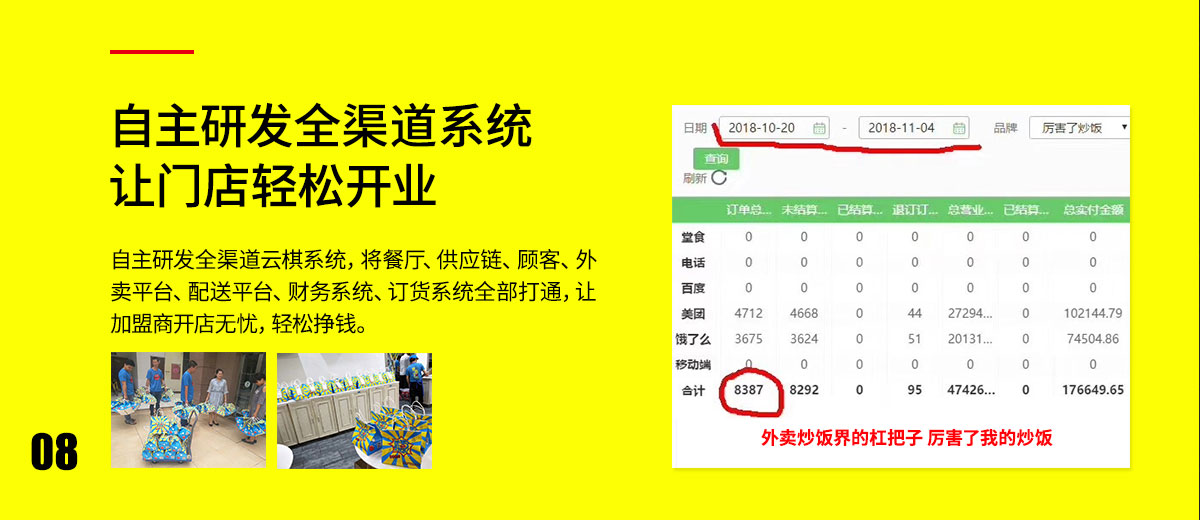 自主研发全渠道系统
让门店轻松开业
自主研发全渠道云棋系统，将餐厅、供应链、顾客、外
卖平台、配送平台、财务系统、订货系统全部打通，让
加盟商开店无忧，轻松挣钱。
08
日期 2018-10-20 - 2018-11-04 品牌 厉害了炒饭
查询
刷新
订单总... 未结算... 已结算... 退订订... 总营业... 已结算... 总实付金额
堂食 0 0 0 0 0 0 0
电话 0 0 0 0 0 0 0
百度 0 0 0 0 0 0 0
美团 4712 4668 0 44 27294... 0 102144.79
饿了么 3675 3624 0 51 20131... 0 74504.86
移动端 0 0 0 0 0 0 0
合计 8387 8292 0 95 47426... 0 176649.65
外卖炒饭界的杠把子 厉害了我的炒饭